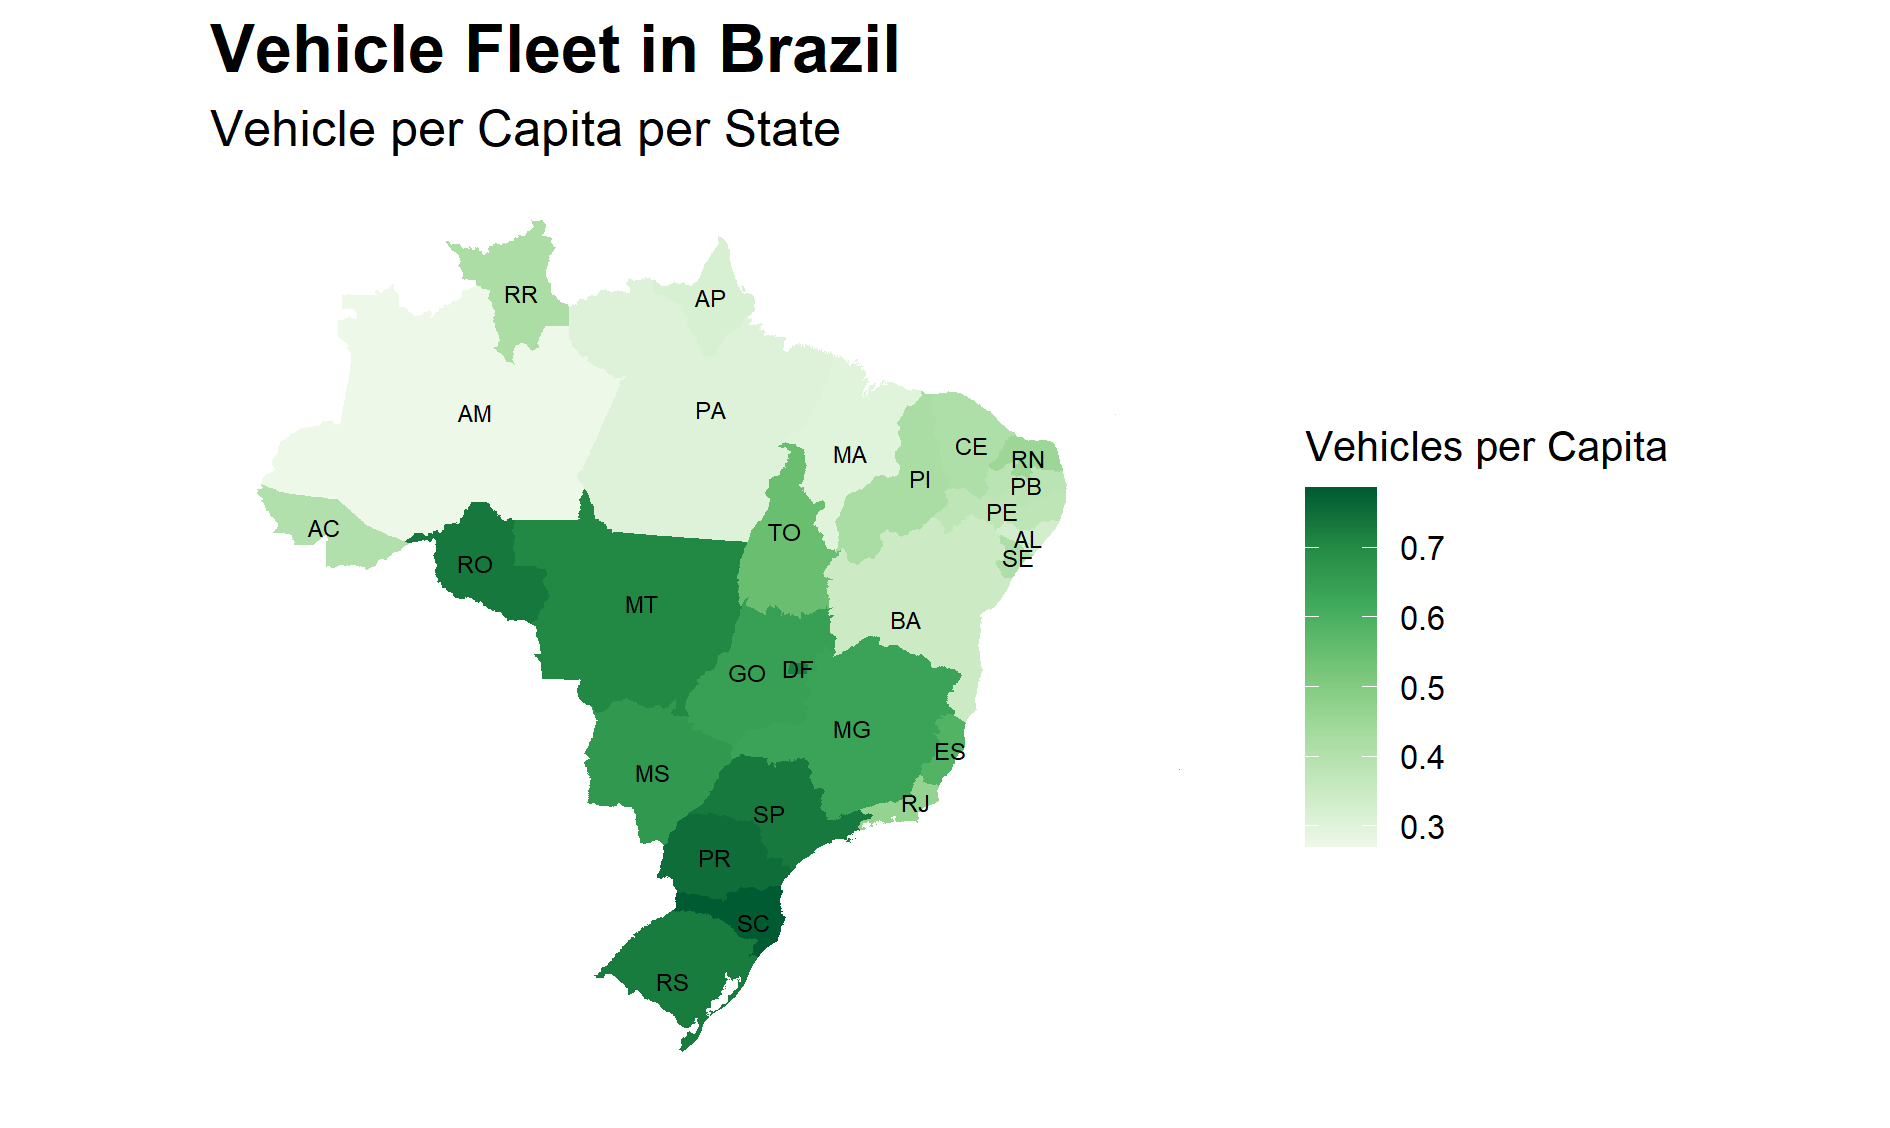 Vehicle Fleet in Brazil
Vehicle per Capita per State
RR
AP
AM
PA
MA
CE
RN
PI
PB
PE
AC
TO
AL
SE
RO
MT
BA
GO
DF
MG
ES
MS
RJ
SP
PR
SC
RS
Vehicles per Capita
0.7
0.6
0.5
0.4
0.3